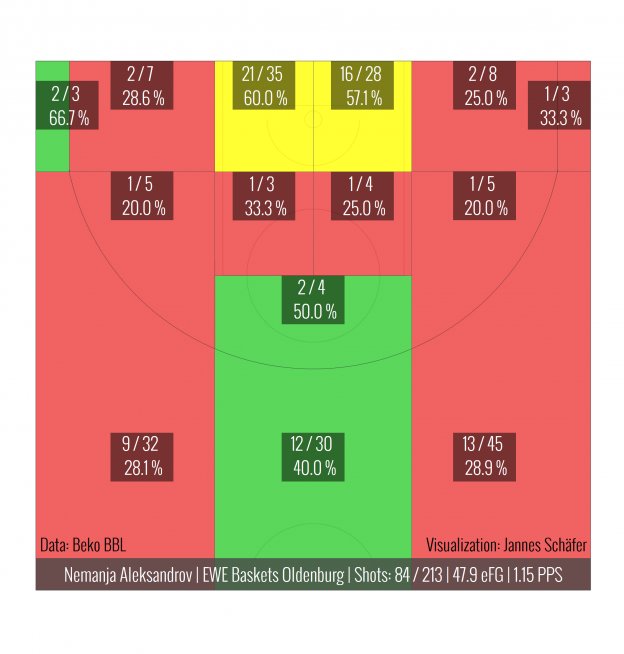 2 / 7
28.6 %
21 / 35
60.0 %
16 / 28
57.1 %
2 / 8
25.0 %
2 / 3
66.7 %
1 / 3
33.3 %
1 / 5
20.0 %
1 / 3
33.3 %
1 / 4
25.0 %
1 / 5
20.0 %
2 / 4
50.0 %
9 / 32
28.1 %
12 / 30
40.0 %
13 / 45
28.9 %
Data: Beko BBL
Visualization: Jannes Schäfer
Nemanja Aleksandrov | EWE Baskets Oldenburg | Shots: 84 / 213 | 47.9 eFG | 1.15 PPS